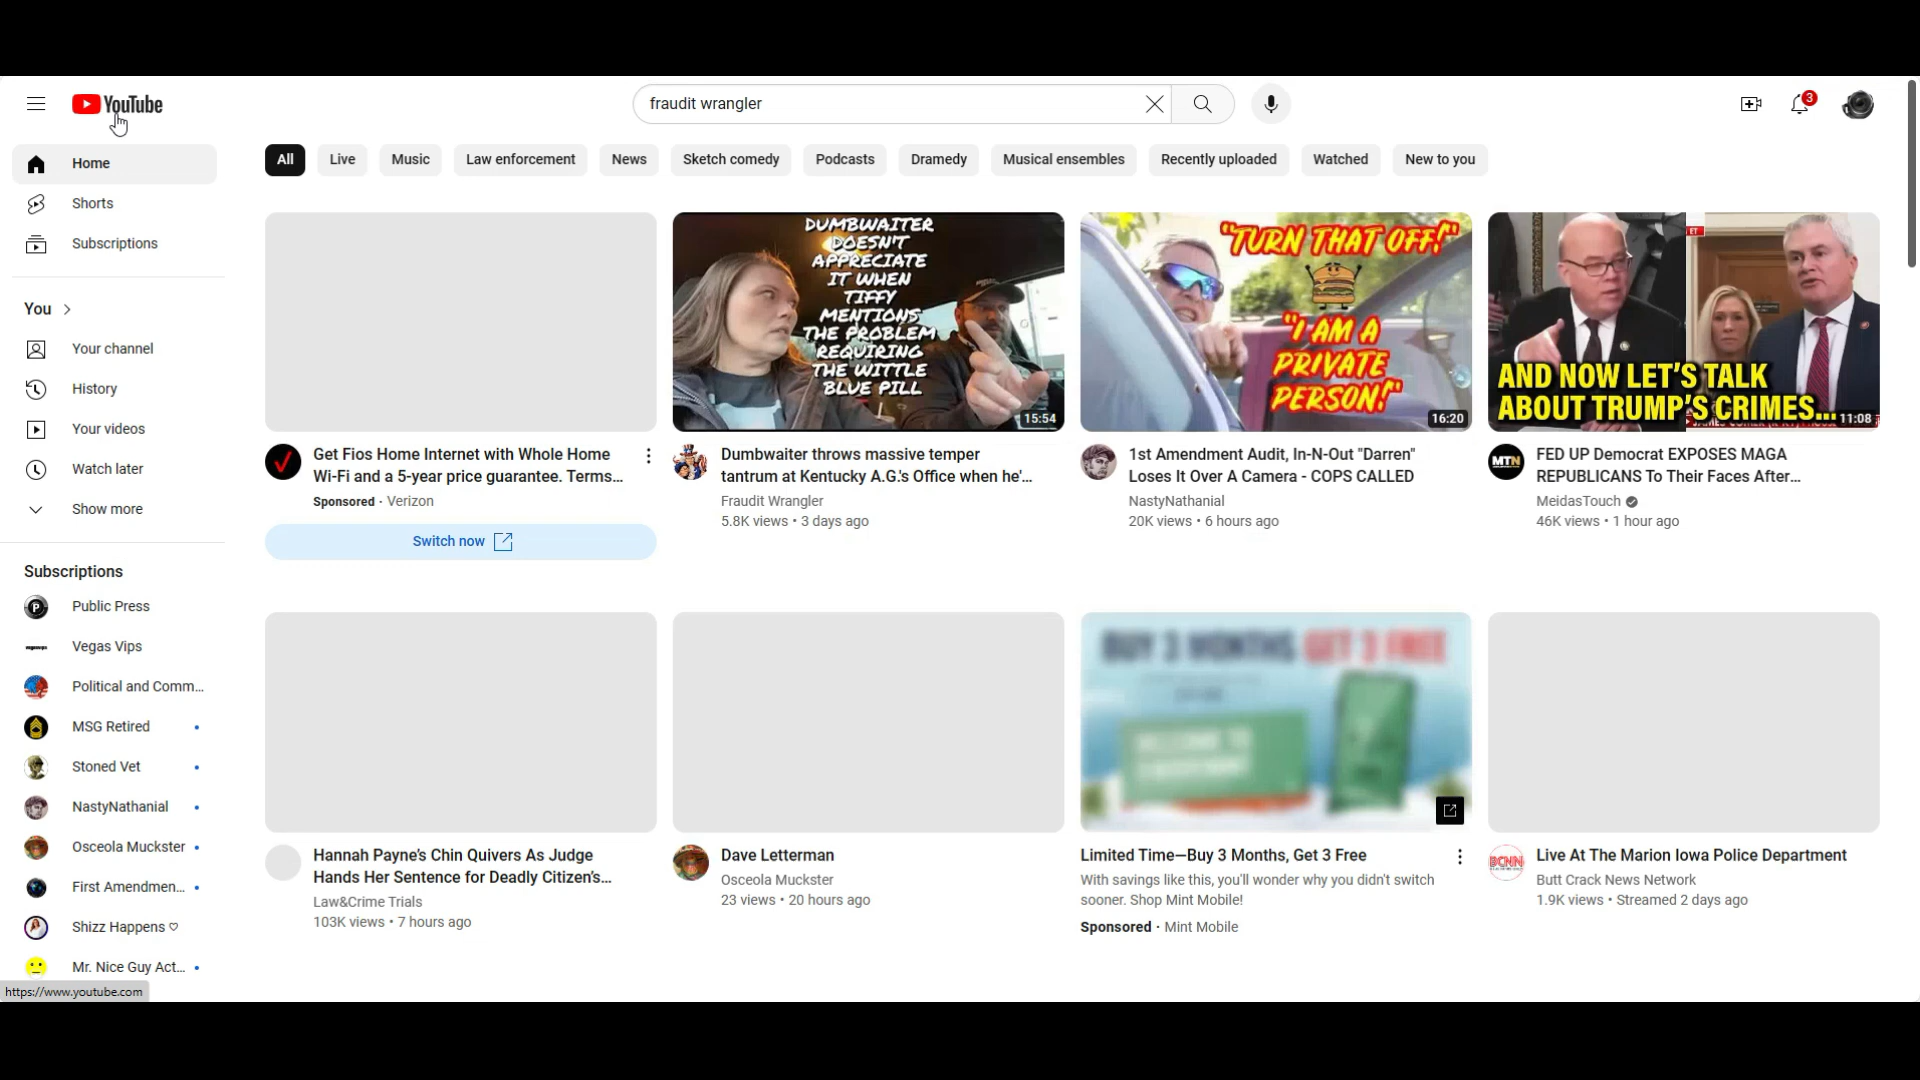 YouTube
fraudit wrangler
3
Home
Shorts
Subscriptions
You
Your channel
History
Your videos
Watch later
Show more
Subscriptions
Public Press
Vegas Vips
Political and Comm...
MSG Retired
Stoned Vet
NastyNathanial
Osceola Muckster
First Amendmen...
Shizz Happens ♡
Mr. Nice Guy Act...
https://www.youtube.com
All
Live
Music
Law enforcement
News
Sketch comedy
Podcasts
Dramedy
Musical ensembles
Recently uploaded
Watched
New to you
Get Fios Home Internet with Whole Home
Wi-Fi and a 5-year price guarantee. Terms...
Sponsored · Verizon
Switch now
DUMBWAITER
DOESN'T
APPRECIATE
IT WHEN
TIFFY
MENTIONS
THE PROBLEM
REQUIRING
THE WITTLE
BLUE PILL
15:54
Dumbwaiter throws massive temper
tantrum at Kentucky A.G.'s Office when he'...
Fraudit Wrangler
5.8K views • 3 days ago
"TURN THAT OFF!"
"I AM A
PRIVATE
PERSON!"
16:20
1st Amendment Audit, In-N-Out "Darren"
Loses It Over A Camera - COPS CALLED
NastyNathanial
20K views • 6 hours ago
ET
AND NOW LET'S TALK
ABOUT TRUMP'S CRIMES...
11:08
MTN
FED UP Democrat EXPOSES MAGA
REPUBLICANS To Their Faces After...
MeidasTouch
46K views • 1 hour ago
Hannah Payne's Chin Quivers As Judge
Hands Her Sentence for Deadly Citizen's...
Law&Crime Trials
103K views • 7 hours ago
Dave Letterman
Osceola Muckster
23 views • 20 hours ago
BUY 3 MONTHS GET 3 FREE
Limited Time—Buy 3 Months, Get 3 Free
With savings like this, you'll wonder why you didn't switch
sooner. Shop Mint Mobile!
Sponsored · Mint Mobile
BCNN
Live At The Marion Iowa Police Department
Butt Crack News Network
1.9K views • Streamed 2 days ago